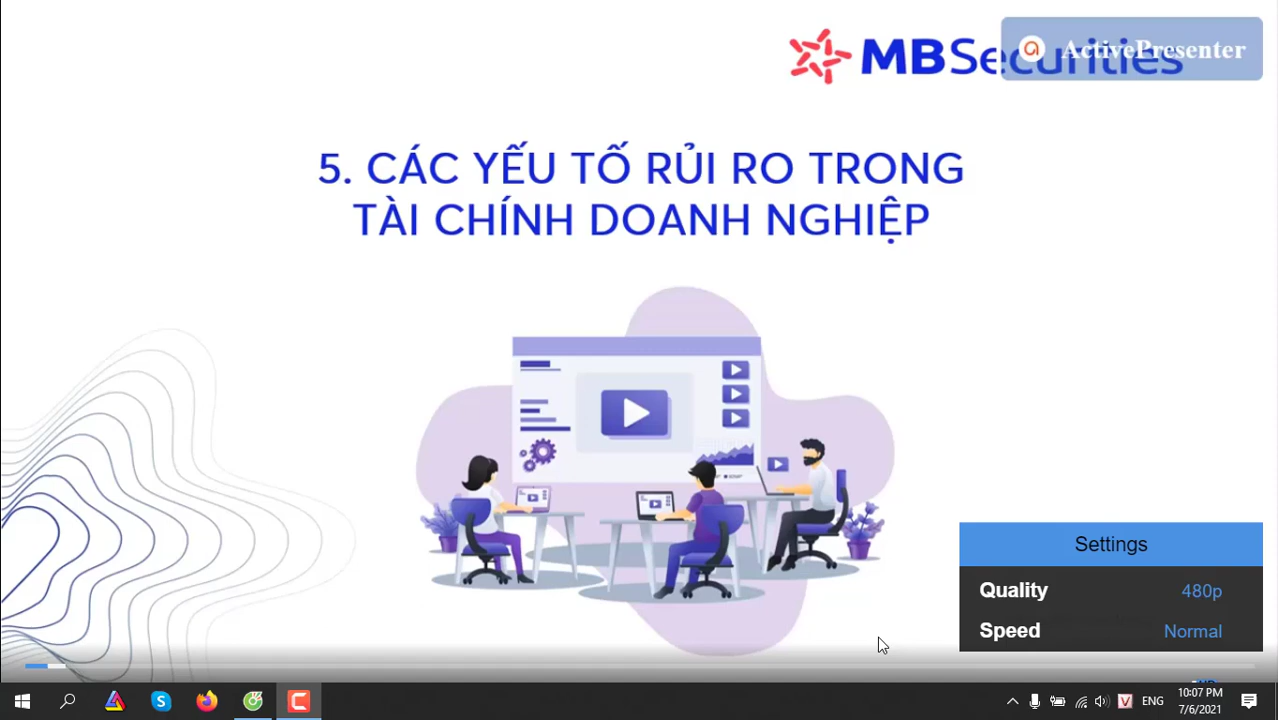 MBSecurities
ActivePresenter
5. CÁC YẾU TỐ RỦI RO TRONG
TÀI CHÍNH DOANH NGHIỆP
Settings
Quality 480p
Speed Normal
ENG
10:07 PM
7/6/2021